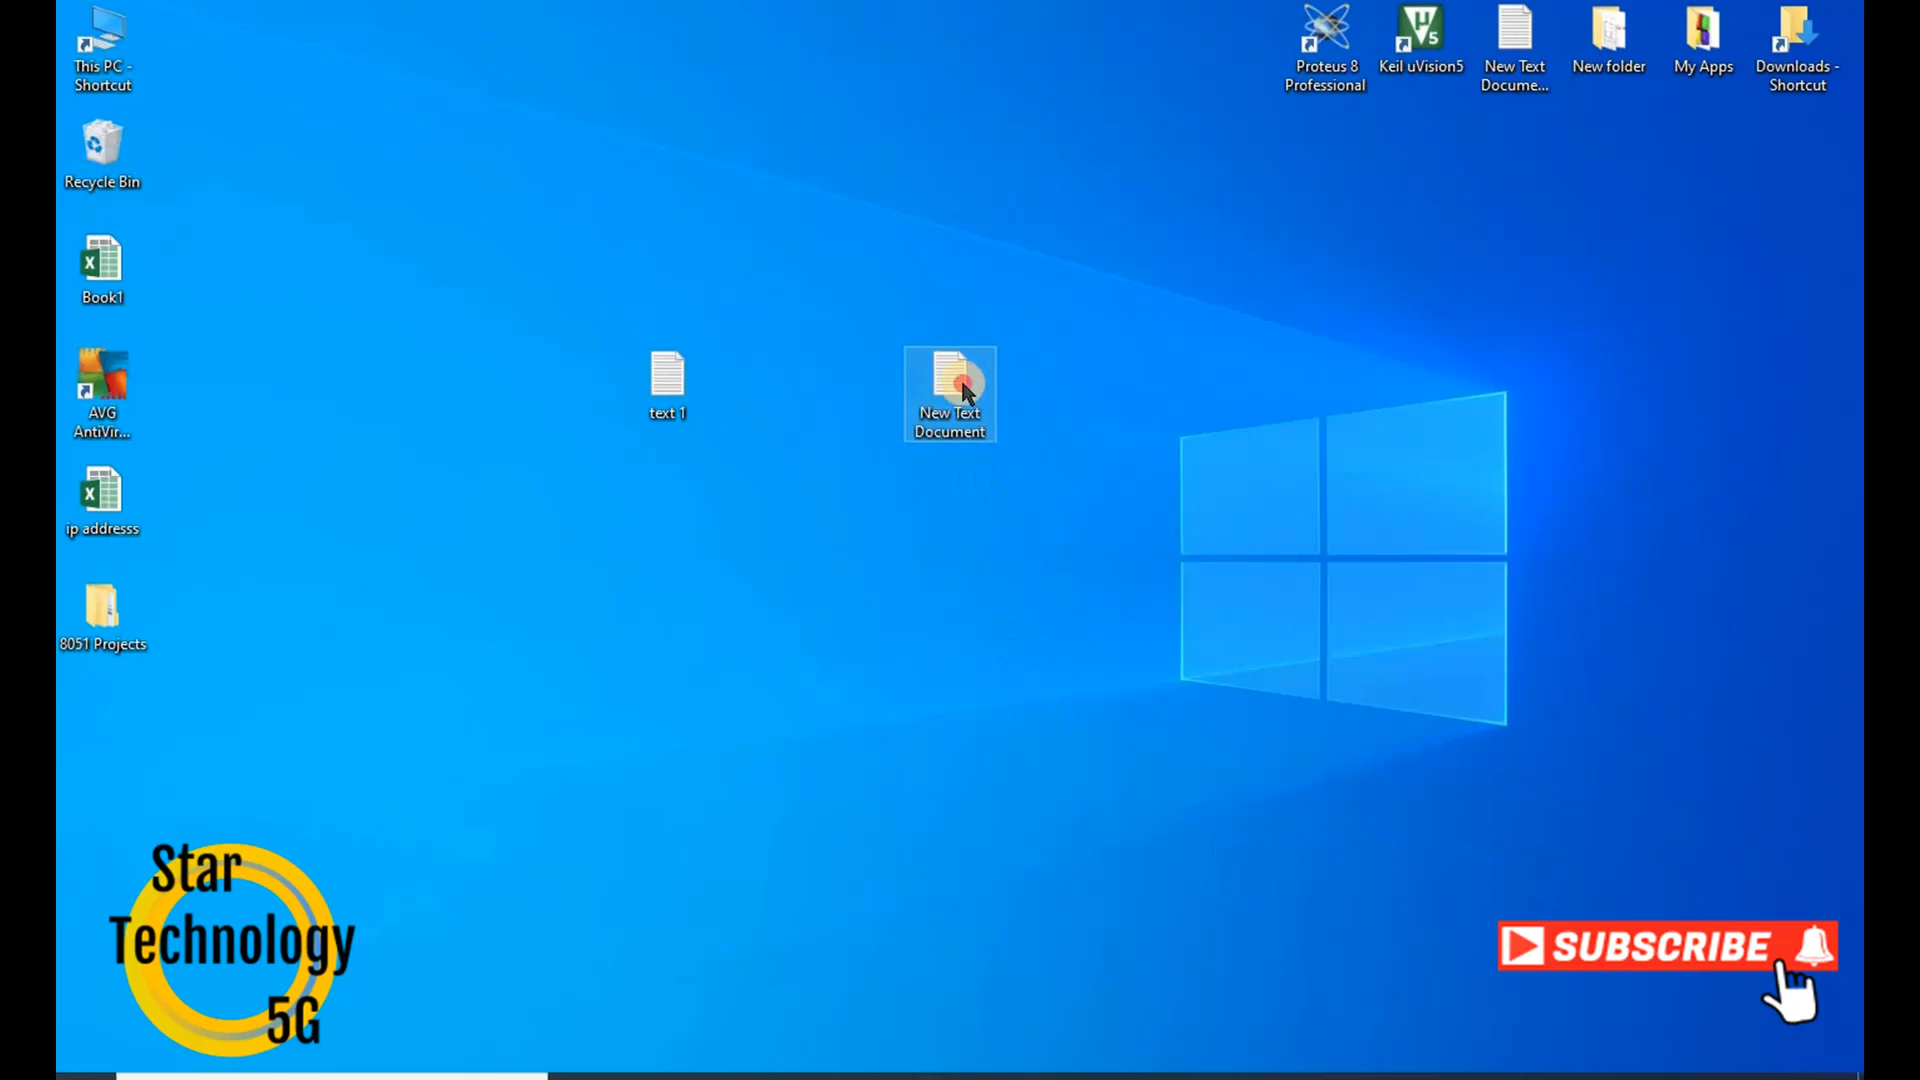 This PC -
Shortcut
Recycle Bin
Book1
AVG
AntiVir...
ip addresss
8051 Projects
text 1
New Text
Document
Proteus 8
Professional
Keil uVision5
5
New Text
Docume...
New folder
My Apps
Downloads -
Shortcut
Star
Technology
5G
SUBSCRIBE